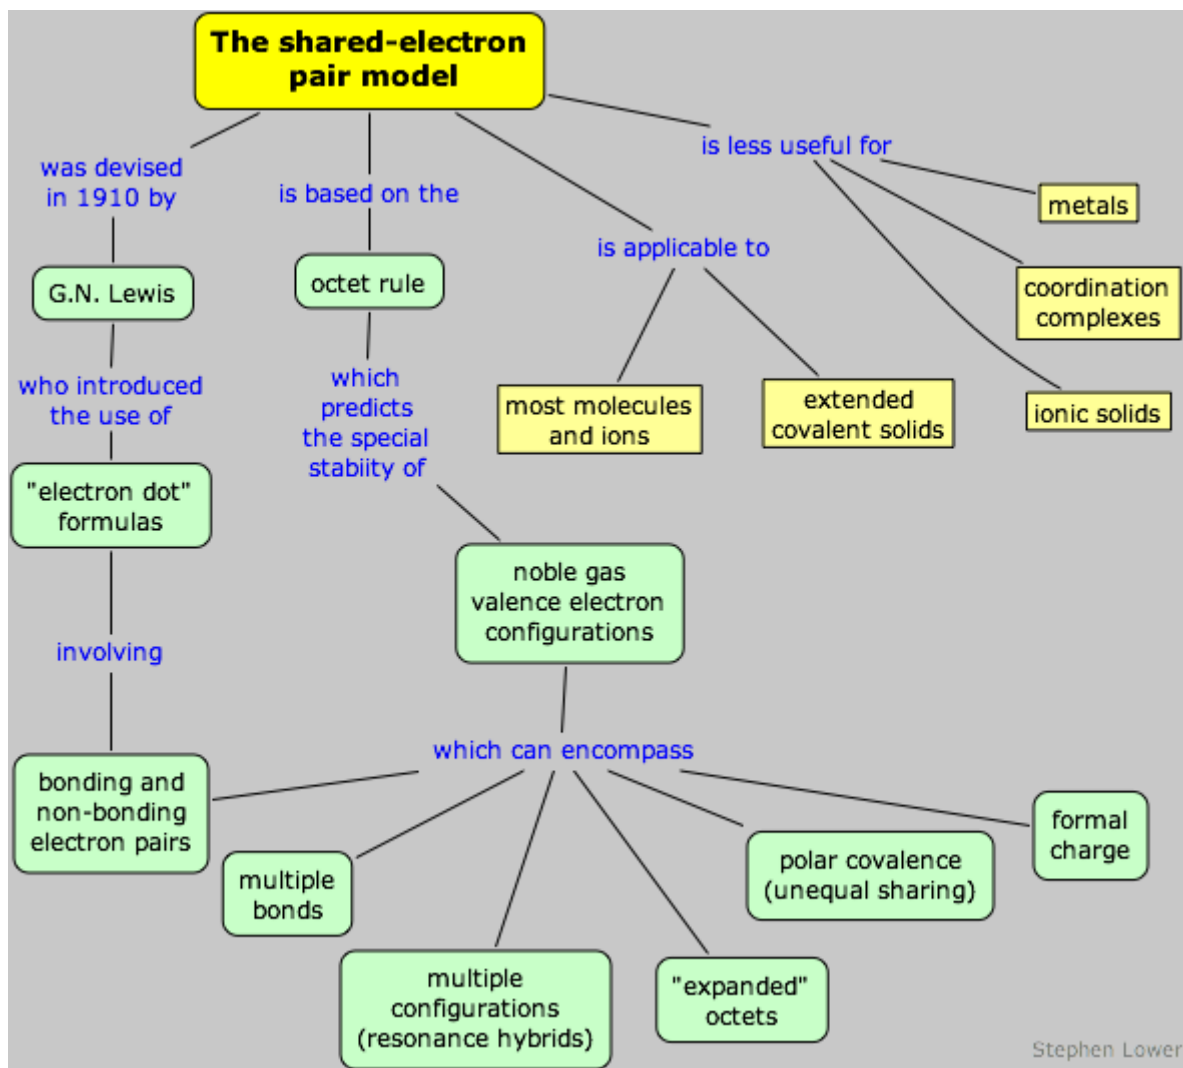 The shared-electron
pair model
was devised
in 1910 by
G.N. Lewis
who introduced
the use of
"electron dot"
formulas
involving
bonding and
non-bonding
electron pairs
is based on the
octet rule
which
predicts
the special
stabiity of
noble gas
valence electron
configurations
which can encompass
multiple
bonds
multiple
configurations
(resonance hybrids)
"expanded"
octets
polar covalence
(unequal sharing)
formal
charge
is applicable to
most molecules
and ions
extended
covalent solids
is less useful for
metals
coordination
complexes
ionic solids
Stephen Lower